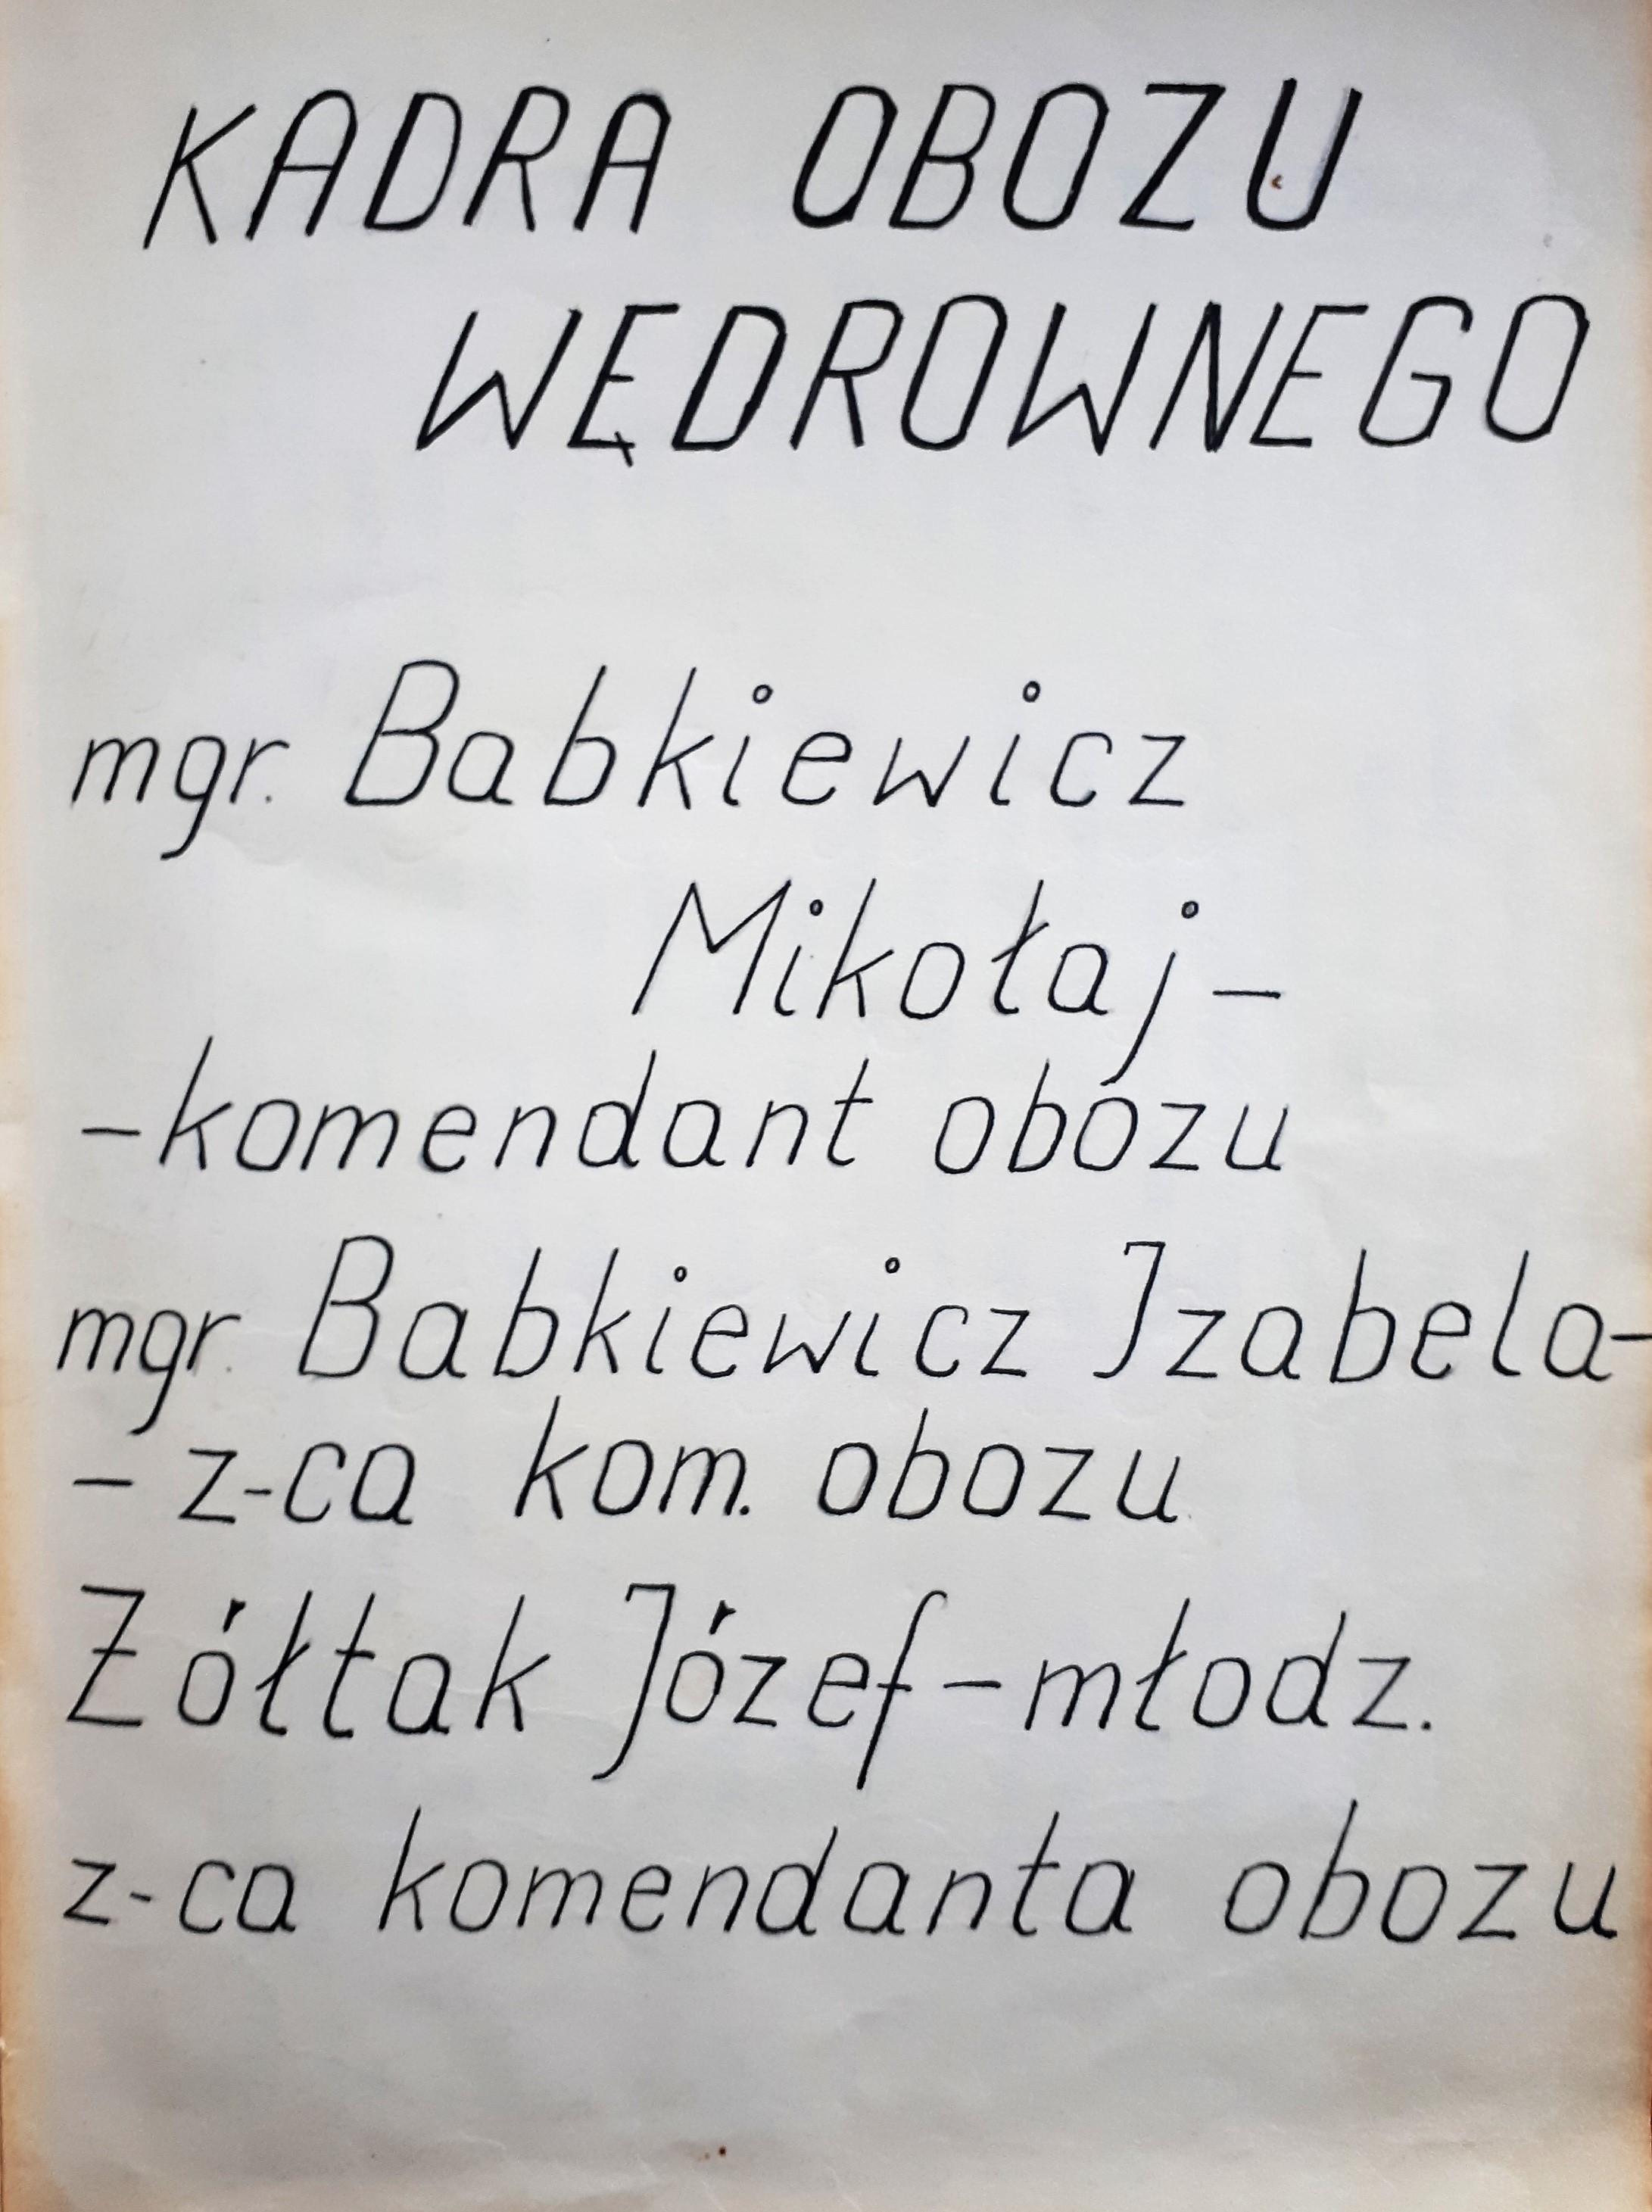 KADRA OBOZU
WĘDROWNEGO
mgr. Babkiewicz
Mikołaj-
-komendant obozu
mgr. Babkiewicz Izabela-
- z-ca kom. obozu
Żółtak Józef-młodz.
z-ca komendanta obozu